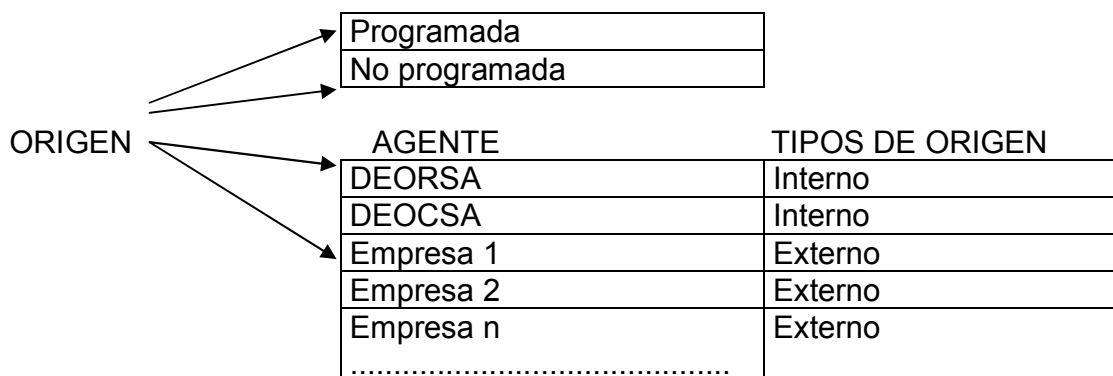 Programada
No programada
ORIGEN AGENTE TIPOS DE ORIGEN
DEORSA Interno
DEOCSA Interno
Empresa 1 Externo
Empresa 2 Externo
Empresa n Externo
............................................